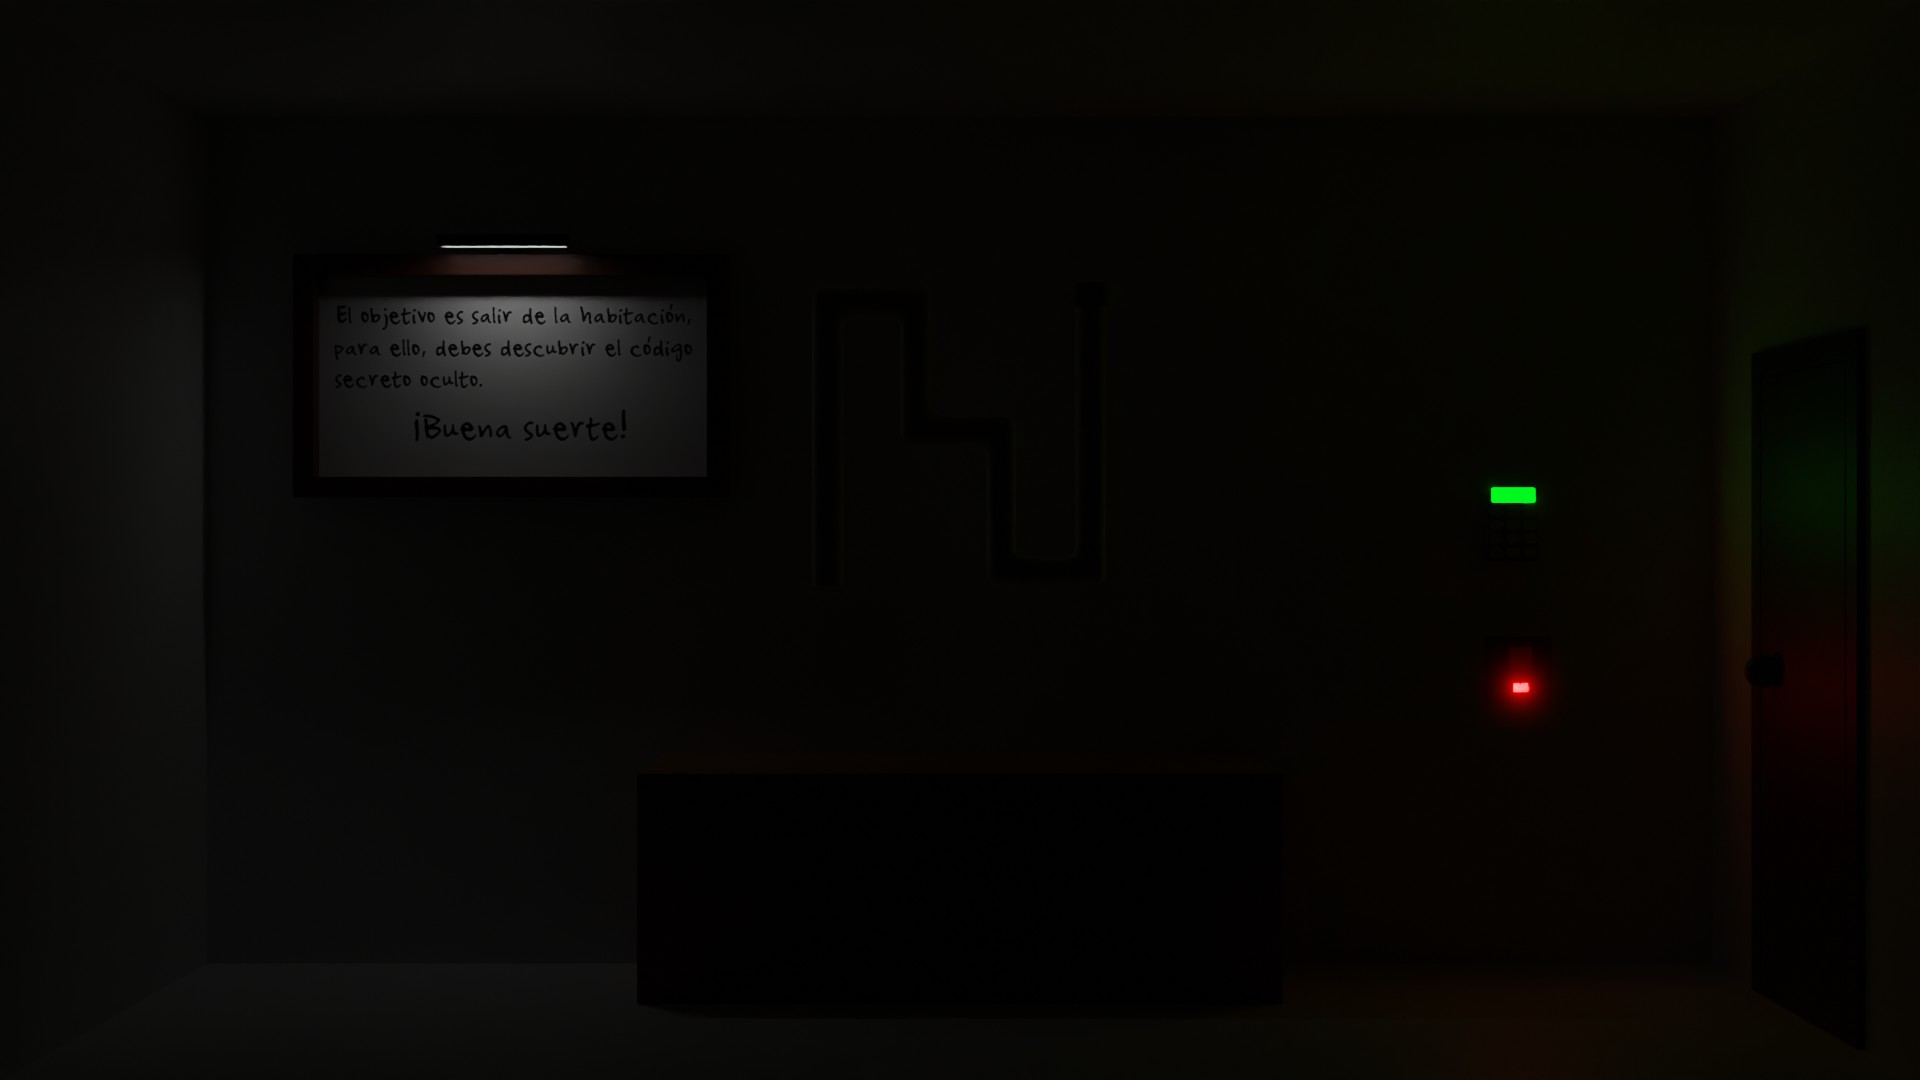 El objetivo es salir de la habitación,
para ello, debes descubrir el código
secreto oculto.
¡Buena suerte!